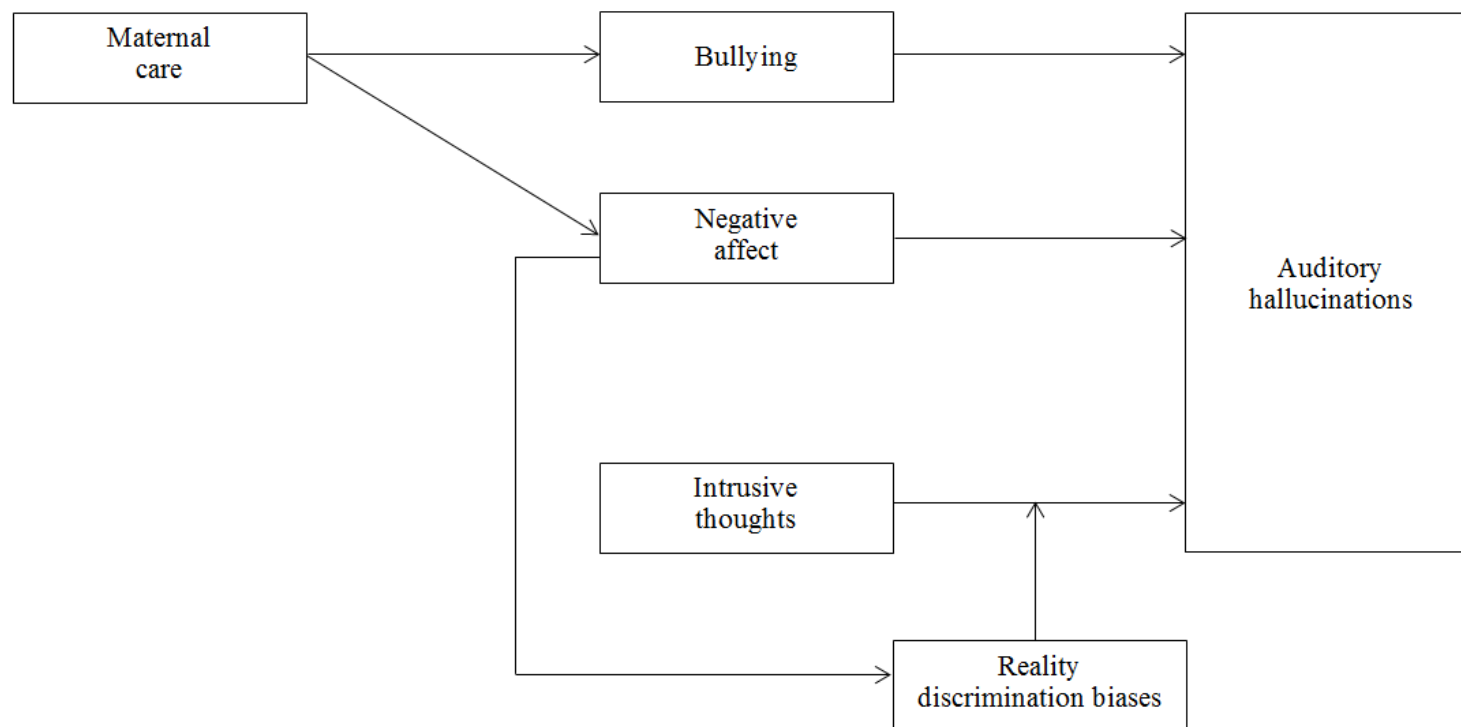 Maternal
care
Bullying
Negative
affect
Auditory
hallucinations
Intrusive
thoughts
Reality
discrimination biases